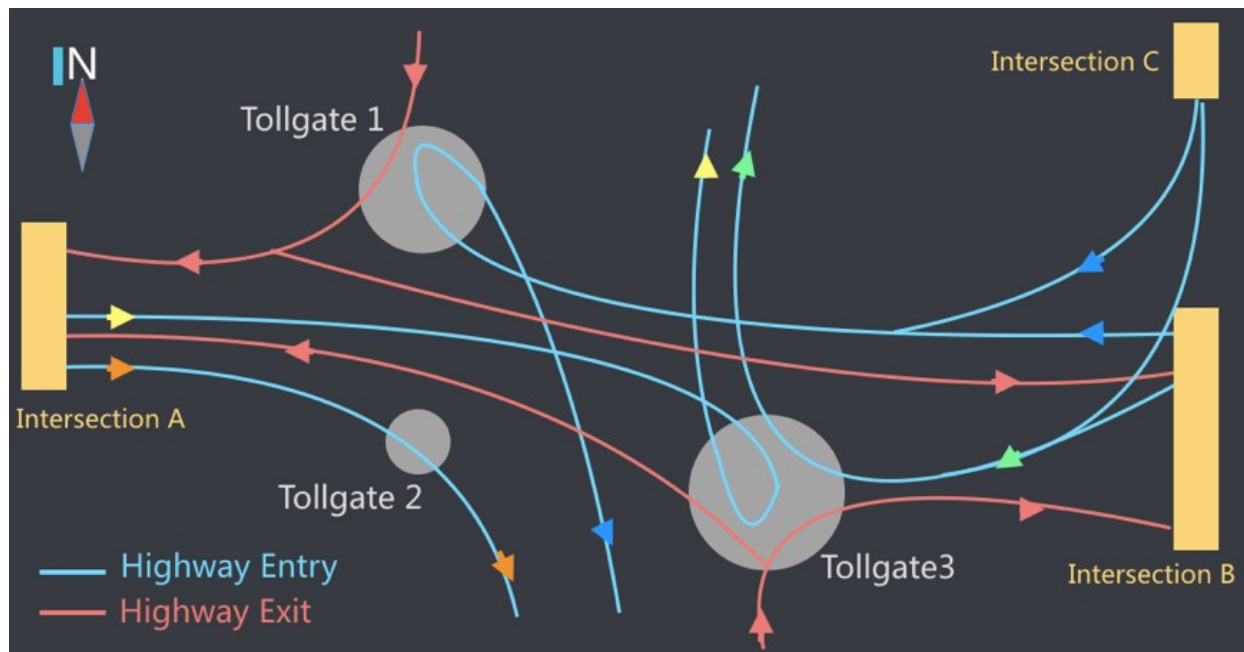 N
Tollgate 1
Intersection C
Intersection A
Tollgate 2
Highway Entry
Highway Exit
Tollgate3
Intersection B